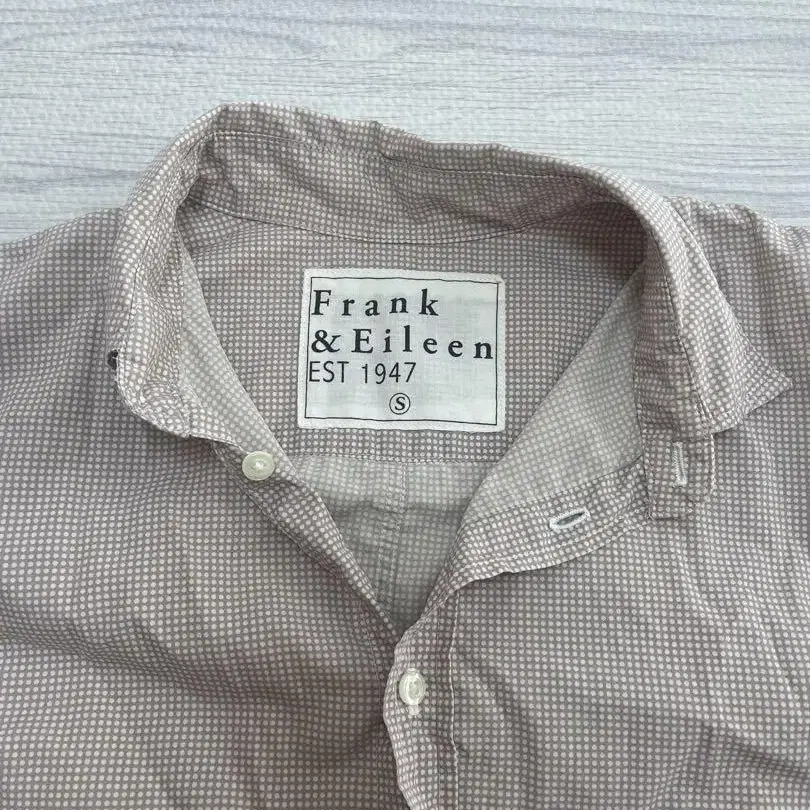 Frank
& Eileen
EST 1947
S